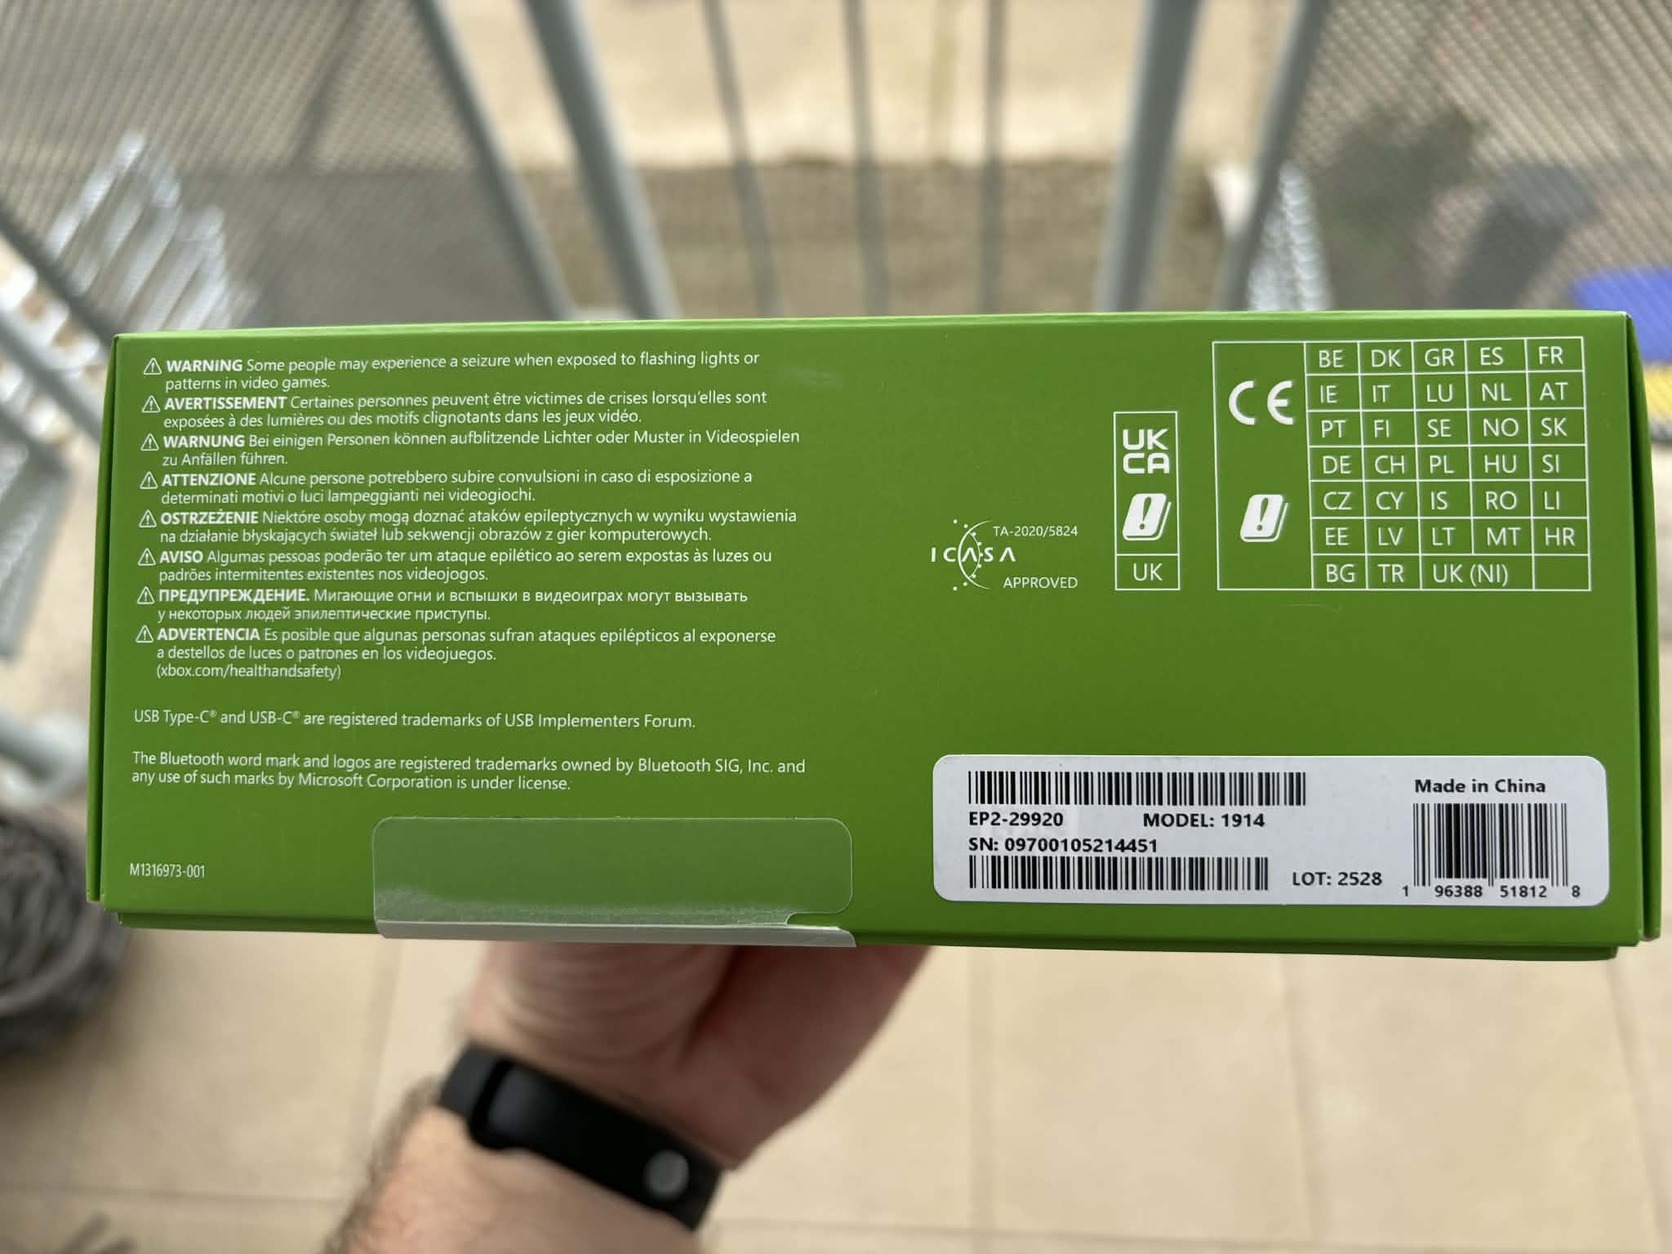 ⚠ WARNING Some people may experience a seizure when exposed to flashing lights or
patterns in video games.
⚠ AVERTISSEMENT Certaines personnes peuvent être victimes de crises lorsqu'elles sont
exposées à des lumières ou des motifs clignotants dans les jeux vidéo.
⚠ WARNUNG Bei einigen Personen können aufblitzende Lichter oder Muster in Videospielen
zu Anfällen führen.
⚠ ATTENZIONE Alcune persone potrebbero subire convulsioni in caso di esposizione a
determinati motivi o luci lampeggianti nei videogiochi.
⚠ OSTRZEŻENIE Niektóre osoby mogą doznać ataków epileptycznych w wyniku wystawienia
na działanie błyskających świateł lub sekwencji obrazów z gier komputerowych.
⚠ AVISO Algumas pessoas poderão ter um ataque epilético ao serem expostas às luzes ou
padrões intermitentes existentes nos videojogos.
⚠ ПРЕДУПРЕЖДЕНИЕ. Мигающие огни и вспышки в видеоиграх могут вызывать
у некоторых людей эпилептические приступы.
⚠ ADVERTENCIA Es posible que algunas personas sufran ataques epilépticos al exponerse
a destellos de luces o patrones en los videojuegos.
(xbox.com/healthandsafety)
USB Type-C® and USB-C® are registered trademarks of USB Implementers Forum.
The Bluetooth word mark and logos are registered trademarks owned by Bluetooth SIG, Inc. and
any use of such marks by Microsoft Corporation is under license.
M1316973-001
TA-2020/5824
ICASA
APPROVED
UK
CA
UK
CE
BE DK GR ES FR
IE IT LU NL AT
PT FI SE NO SK
DE CH PL HU SI
CZ CY IS RO LI
EE LV LT MT HR
BG TR UK (NI)
EP2-29920 MODEL: 1914
SN: 09700105214451
LOT: 2528
Made in China
1 96388 51812 8